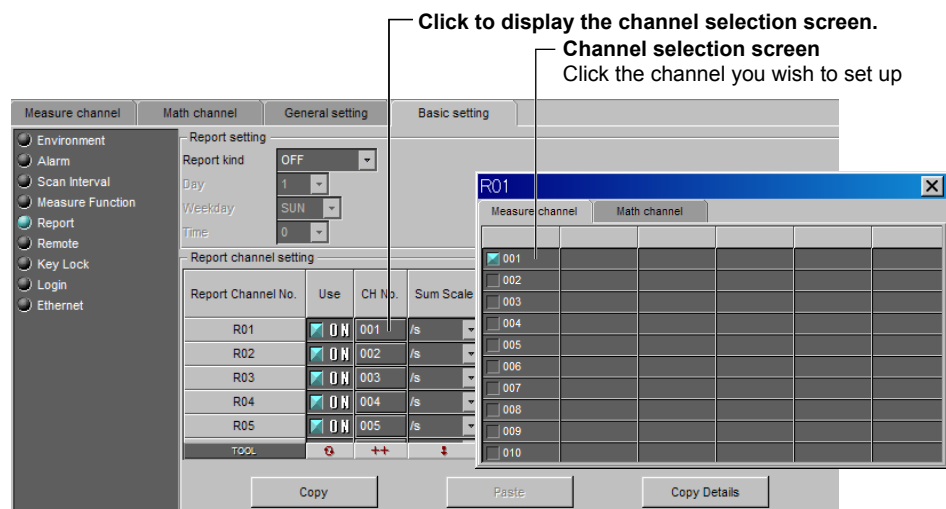 Click to display the channel selection screen.
Channel selection screen
Click the channel you wish to set up
Measure channel Math channel General setting Basic setting
Environment
Alarm
Scan Interval
Measure Function
Report
Remote
Key Lock
Login
Ethernet
Report setting
Report kind OFF
Day 1
Weekday SUN
Time 0
Report channel setting
Report Channel No. Use CH No. Sum Scale
R01 ON 001 /s
R02 ON 002 /s
R03 ON 003 /s
R04 ON 004 /s
R05 ON 005 /s
TOOL ++
Copy Paste Copy Details
R01
Measure channel Math channel
001
002
003
004
005
006
007
008
009
010